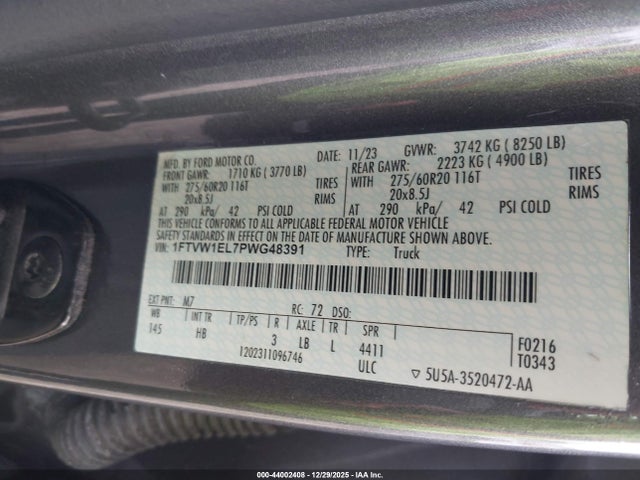 MFD. BY FORD MOTOR CO. DATE: 11/23 GVWR: 3742 KG ( 8250 LB)
FRONT GAWR: 1710 KG ( 3770 LB) REAR GAWR: 2223 KG ( 4900 LB)
WITH 275/60R20 116T TIRES WITH 275/60R20 116T TIRES
20x8.5J RIMS 20x8.5J RIMS
AT 290 kPa/ 42 PSI COLD AT 290 kPa/ 42 PSI COLD
THIS VEHICLE CONFORMS TO ALL APPLICABLE FEDERAL MOTOR VEHICLE
SAFETY STANDARDS IN EFFECT ON THE DATE OF MANUFACTURE SHOWN ABOVE.
VIN: 1FTVW1EL7PWG48391 TYPE: Truck
EXT PNT: M7 RC: 72 DSO:
WB INT TR TP/PS R AXLE TR SPR
145 HB 3 LB L 4411
ULC
I202311096746
F0216
T0343
5U5A-3520472-AA
000-44002408 - 12/29/2025 - IAA Inc.